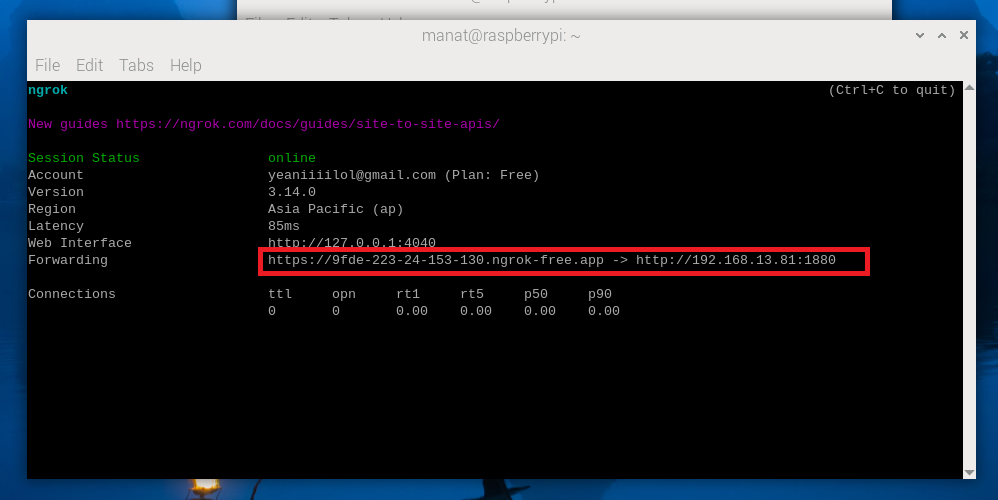 manat@raspberrypi: ~
File Edit Tabs Help
ngrok (Ctrl+C to quit)
New guides https://ngrok.com/docs/guides/site-to-site-apis/
Session Status online
Account yeaniiiilol@gmail.com (Plan: Free)
Version 3.14.0
Region Asia Pacific (ap)
Latency 85ms
Web Interface http://127.0.0.1:4040
Forwarding https://9fde-223-24-153-130.ngrok-free.app -> http://192.168.13.81:1880
Connections ttl opn rt1 rt5 p50 p90
0 0 0.00 0.00 0.00 0.00